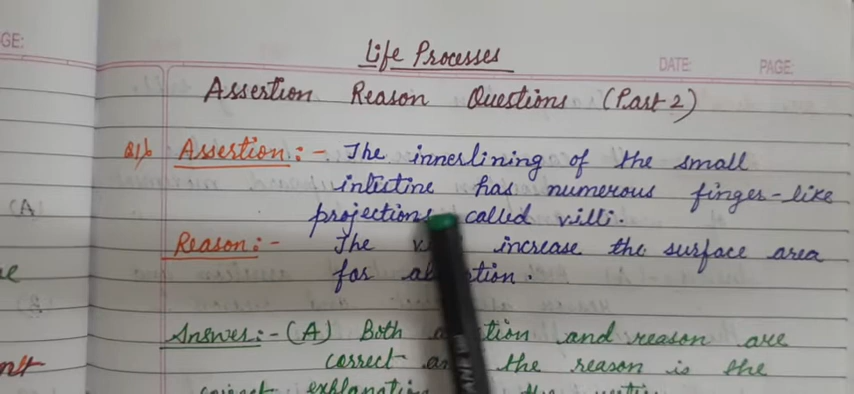 GE:
Life Processes
DATE: PAGE:
Assertion Reason Questions (Part 2)
Q1) Assertion:- The innerlining of the small
intestine has numerous finger-like
projections called villi.
(A
Reason:- The increase the surface area
for
Answer:- (A) Both and reason are
correct the reason is the
explanation